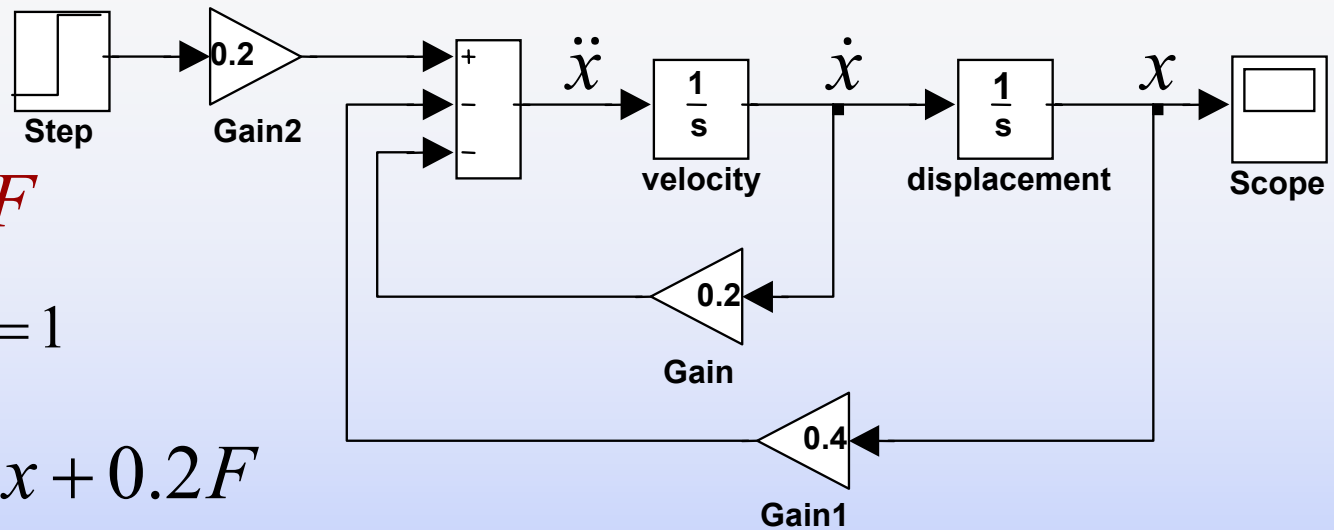 0.2
+
−
−
ẍ
1
s
ẋ
1
s
x
Step
Gain2
velocity
displacement
Scope
F
0.2
= 1
Gain
0.4
x + 0.2F
Gain1